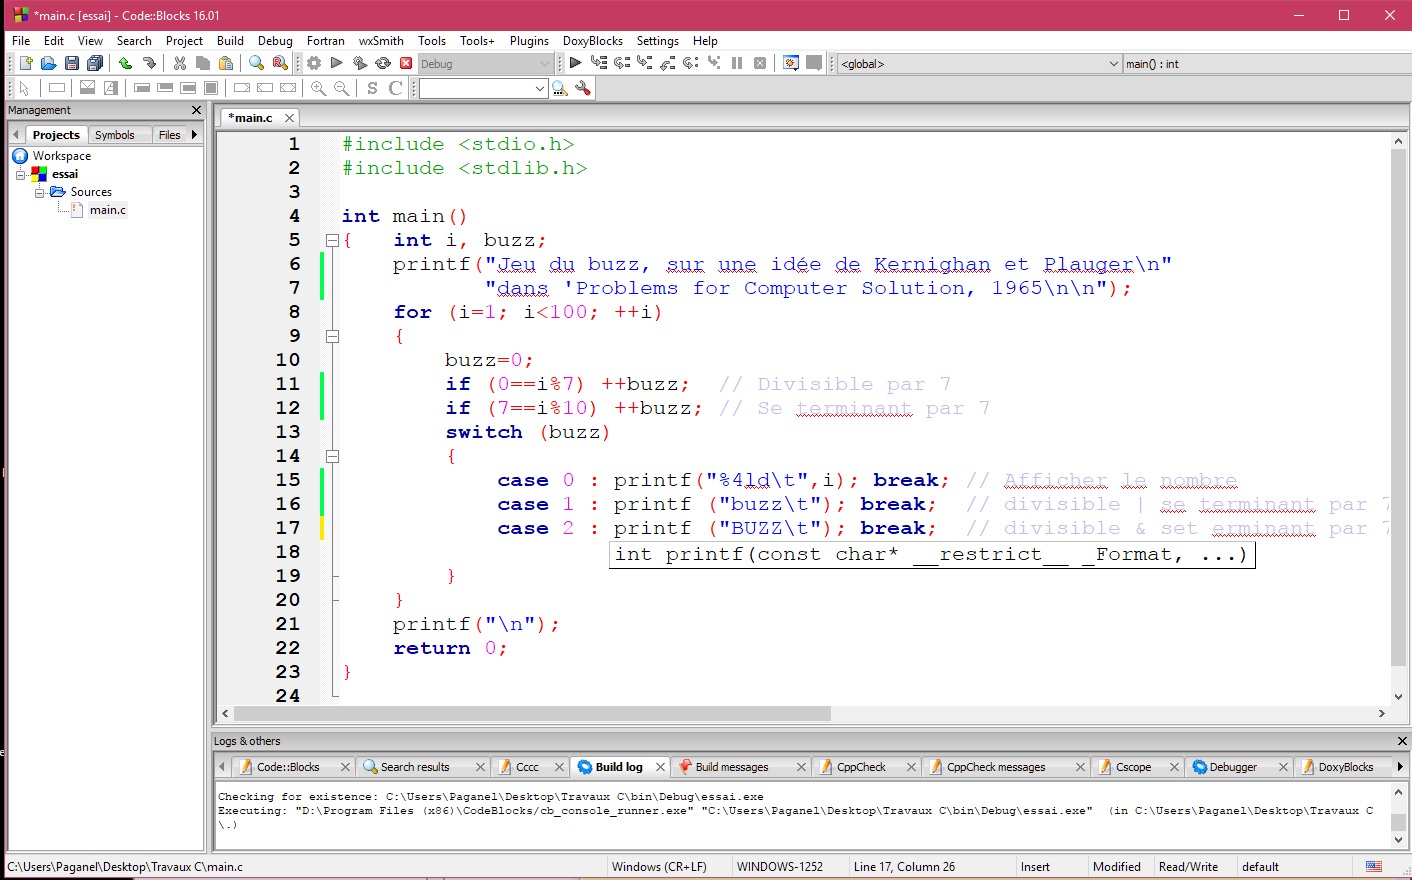 *main.c [essai] - Code::Blocks 16.01
File Edit View Search Project Build Debug Fortran wxSmith Tools Tools+ Plugins DoxyBlocks Settings Help
Debug <global> main() : int
S C
Management
Projects Symbols Files
Workspace
essai
Sources
main.c
*main.c
1 #include <stdio.h>
2 #include <stdlib.h>
3
4 int main()
5 { int i, buzz;
6 printf("Jeu du buzz, sur une idée de Kernighan et Plauger\n"
7 "dans 'Problems for Computer Solution, 1965\n\n");
8 for (i=1; i<100; ++i)
9 {
10 buzz=0;
11 if (0==i%7) ++buzz; // Divisible par 7
12 if (7==i%10) ++buzz; // Se terminant par 7
13 switch (buzz)
14 {
15 case 0 : printf("%4ld\t",i); break; // Afficher le nombre
16 case 1 : printf ("buzz\t"); break; // divisible | se terminant par 7
17 case 2 : printf ("BUZZ\t"); break; // divisible & set erminant par 7
18 int printf(const char* __restrict__ _Format, ...)
19 }
20 }
21 printf("\n");
22 return 0;
23 }
24
Logs & others
Code::Blocks Search results Cccc Build log Build messages CppCheck CppCheck messages Cscope Debugger DoxyBlocks
Checking for existence: C:\Users\Paganel\Desktop\Travaux C\bin\Debug\essai.exe
Executing: "D:\Program Files (x86)\CodeBlocks/cb_console_runner.exe" "C:\Users\Paganel\Desktop\Travaux C\bin\Debug\essai.exe" (in C:\Users\Paganel\Desktop\Travaux C
\.)
C:\Users\Paganel\Desktop\Travaux C\main.c Windows (CR+LF) WINDOWS-1252 Line 17, Column 26 Insert Modified Read/Write default